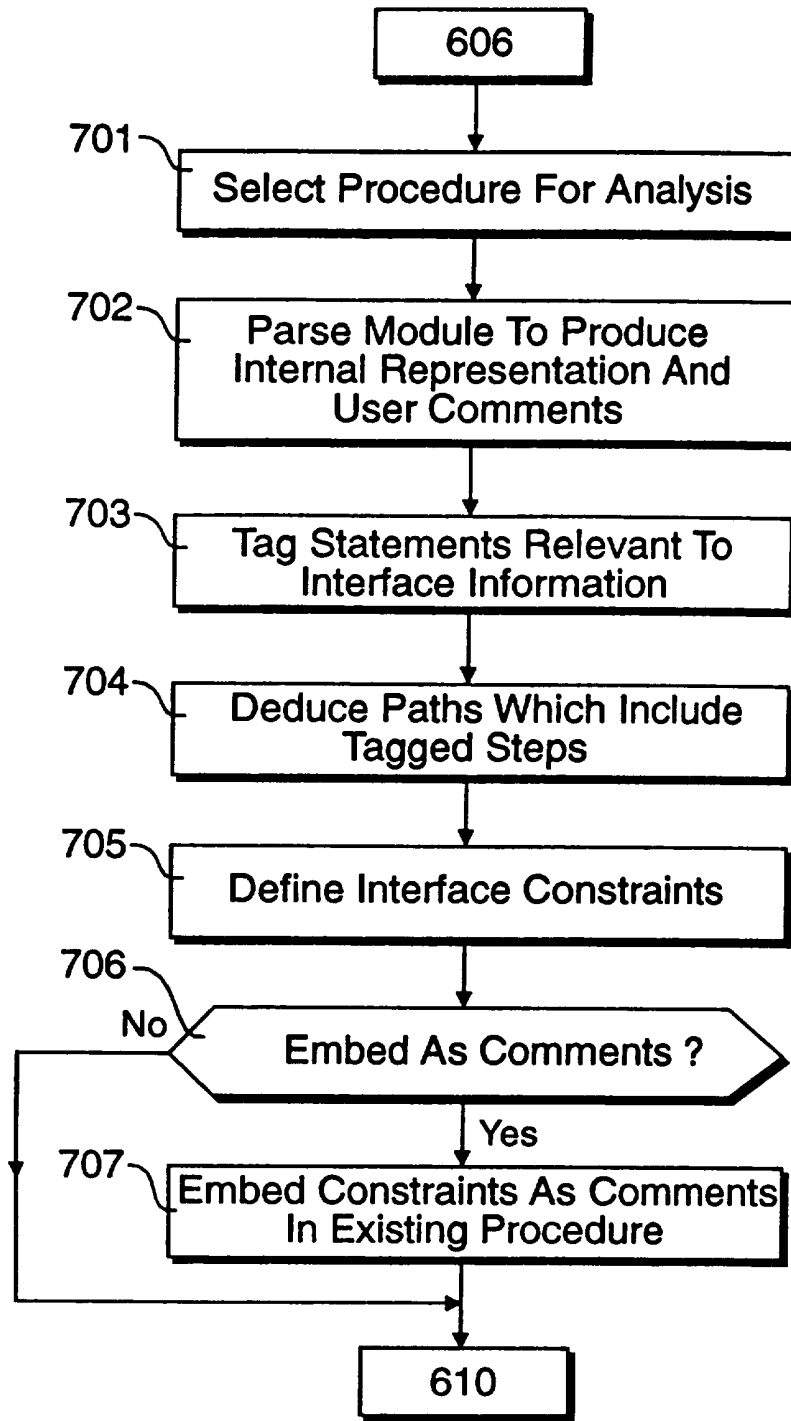 606
701
Select Procedure For Analysis
702
Parse Module To Produce
Internal Representation And
User Comments
703
Tag Statements Relevant To
Interface Information
704
Deduce Paths Which Include
Tagged Steps
705
Define Interface Constraints
706
No
Embed As Comments ?
Yes
707
Embed Constraints As Comments
In Existing Procedure
610